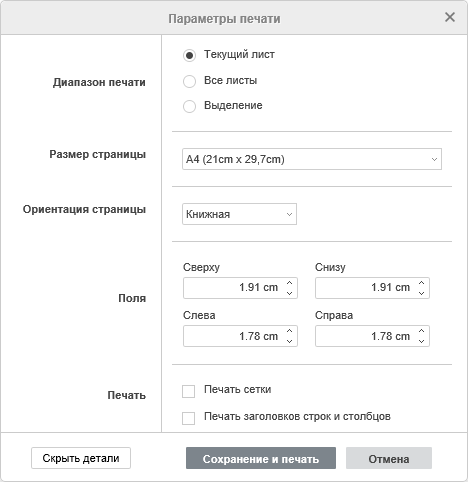 Параметры печати
Диапазон печати
Текущий лист
Все листы
Выделение
Размер страницы
A4 (21cm x 29,7cm)
Ориентация страницы
Книжная
Поля
Сверху Снизу
1.91 cm 1.91 cm
Слева Справа
1.78 cm 1.78 cm
Печать
Печать сетки
Печать заголовков строк и столбцов
Скрыть детали Сохранение и печать Отмена